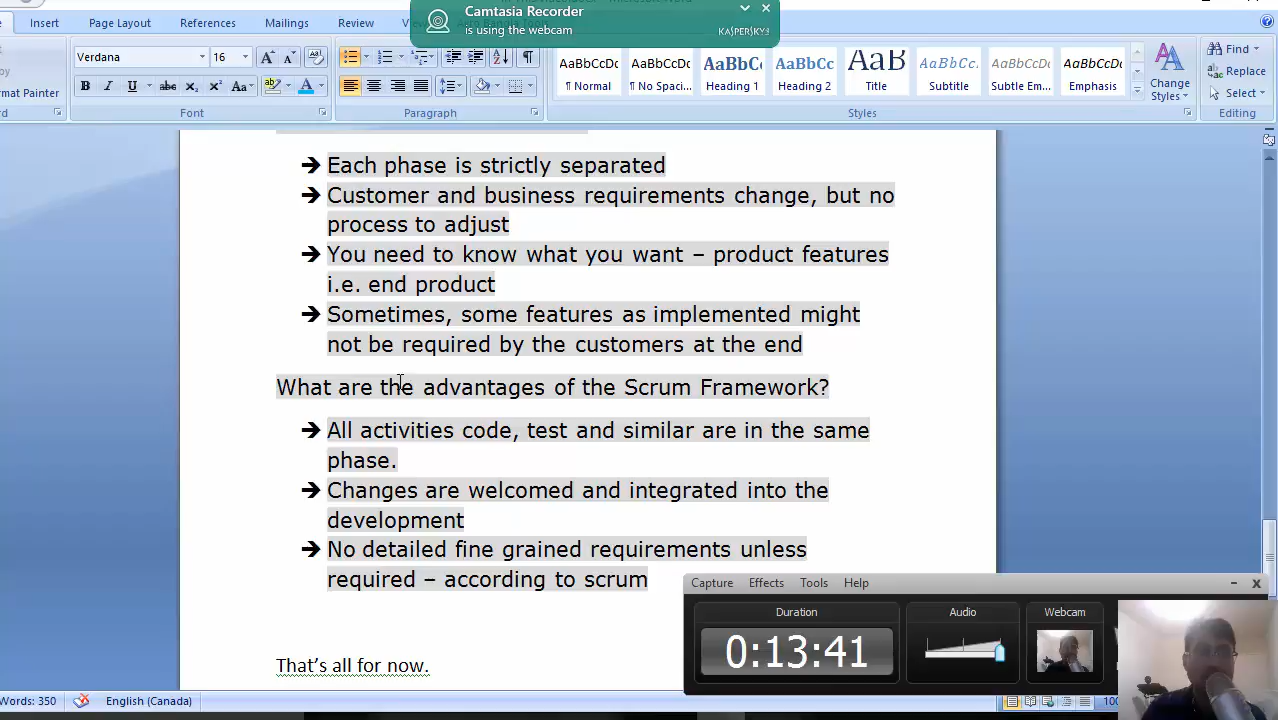 Camtasia Recorder
is using the webcam
KASPERSKY
Page Layout References Mailings Review
Verdana 16
Find
Replace
Select
Change
Styles
AaBbCcDc AaBbCcDc AaBbCc AaBbCc AaB AaBbCc. AaBbCcDc AaBbCcDc
¶ Normal ¶ No Spaci... Heading 1 Heading 2 Title Subtitle Subtle Em... Emphasis
B I U abc x₂ x² Aa ab A
rmat Painter
Font Paragraph Styles Editing
➔ Each phase is strictly separated
➔ Customer and business requirements change, but no
process to adjust
➔ You need to know what you want – product features
i.e. end product
➔ Sometimes, some features as implemented might
not be required by the customers at the end
What are the advantages of the Scrum Framework?
➔ All activities code, test and similar are in the same
phase.
➔ Changes are welcomed and integrated into the
development
➔ No detailed fine grained requirements unless
required – according to scrum
That's all for now.
Capture Effects Tools Help
Duration Audio Webcam
0:13:41
Words: 350 English (Canada)